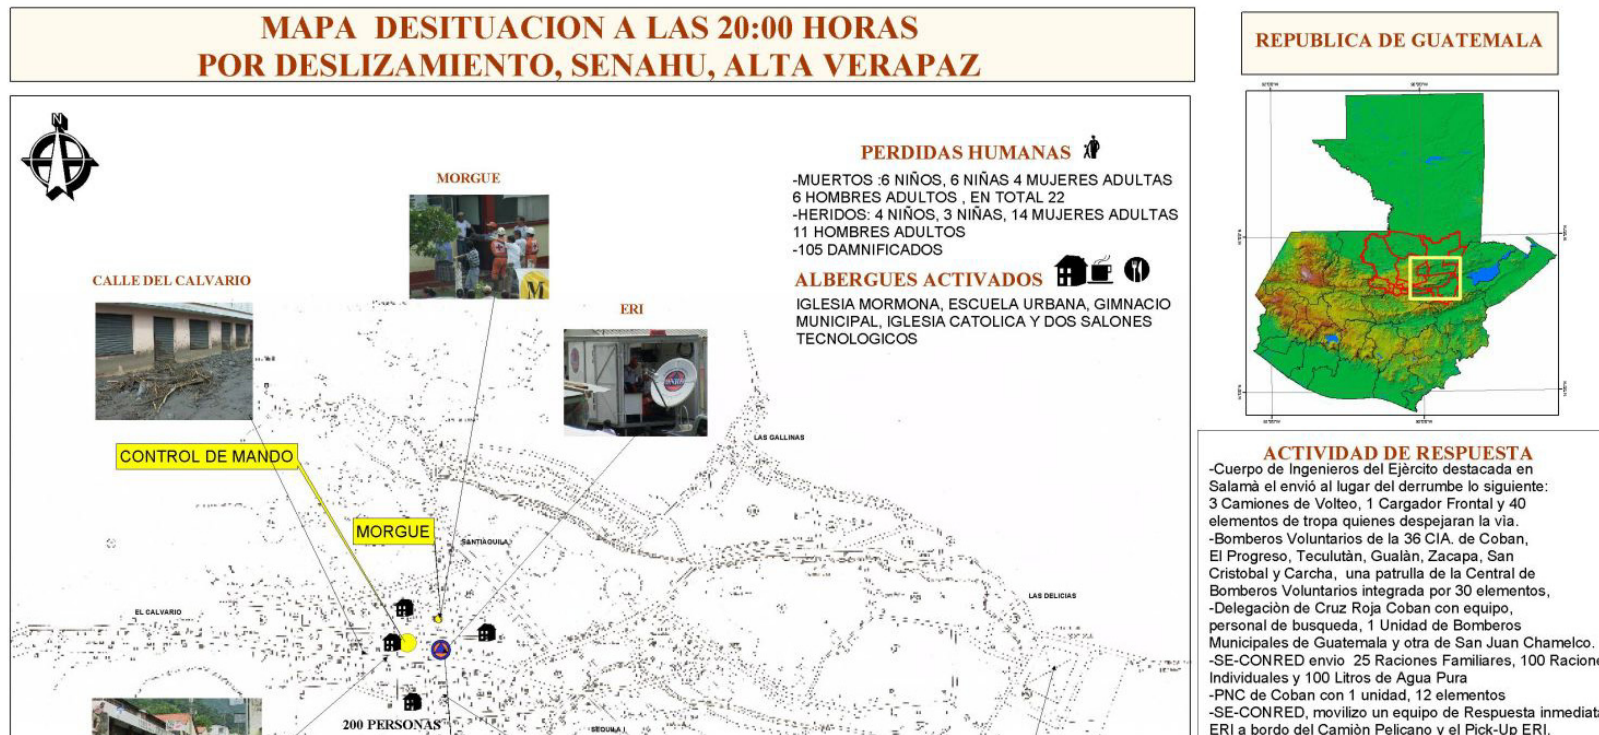 MAPA DESITUACION A LAS 20:00 HORAS
POR DESLIZAMIENTO, SENAHU, ALTA VERAPAZ
REPUBLICA DE GUATEMALA
N
PERDIDAS HUMANAS
-MUERTOS :6 NIÑOS, 6 NIÑAS 4 MUJERES ADULTAS
6 HOMBRES ADULTOS , EN TOTAL 22
-HERIDOS: 4 NIÑOS, 3 NIÑAS, 14 MUJERES ADULTAS
11 HOMBRES ADULTOS
-105 DAMNIFICADOS
ALBERGUES ACTIVADOS
IGLESIA MORMONA, ESCUELA URBANA, GIMNACIO
MUNICIPAL, IGLESIA CATOLICA Y DOS SALONES
TECNOLOGICOS
MORGUE
M
CALLE DEL CALVARIO
ERI
CONTROL DE MANDO
MORGUE
LAS GALLINAS
SANTIAGUILA
EL CALVARIO
LAS DELICIAS
200 PERSONAS
SEQUILA I
ACTIVIDAD DE RESPUESTA
-Cuerpo de Ingenieros del Ejèrcito destacada en
Salamà el envió al lugar del derrumbe lo siguiente:
3 Camiones de Volteo, 1 Cargador Frontal y 40
elementos de tropa quienes despejaran la vìa.
-Bomberos Voluntarios de la 36 CIA. de Coban,
El Progreso, Teculutàn, Gualàn, Zacapa, San
Cristobal y Carcha, una patrulla de la Central de
Bomberos Voluntarios integrada por 30 elementos,
-Delegaciòn de Cruz Roja Coban con equipo,
personal de busqueda, 1 Unidad de Bomberos
Municipales de Guatemala y otra de San Juan Chamelco.
-SE-CONRED envio 25 Raciones Familiares, 100 Racione
Individuales y 100 Litros de Agua Pura
-PNC de Coban con 1 unidad, 12 elementos
-SE-CONRED, movilizo un equipo de Respuesta inmediat
ERI a bordo del Camiòn Pelicano y el Pick-Up ERI.